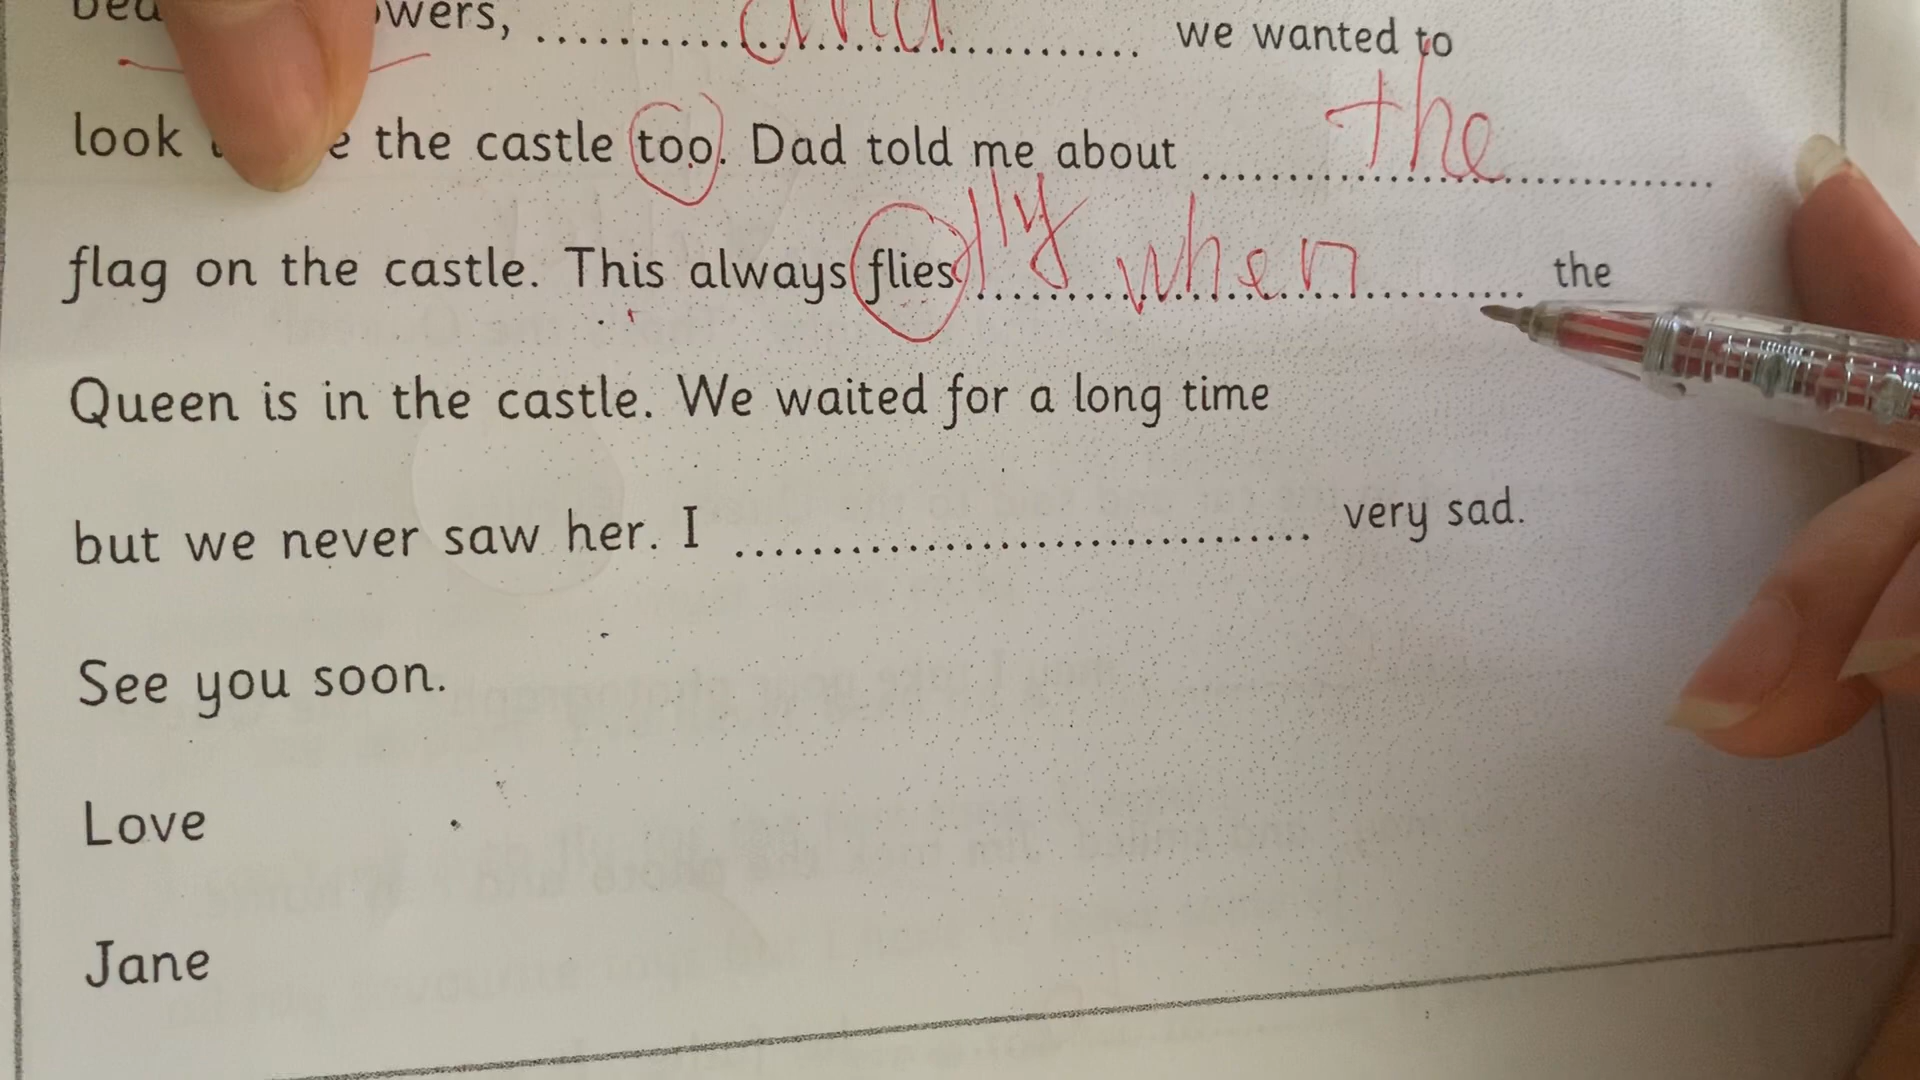 we wanted to
look the castle too. Dad told me about the
flag on the castle. This always flies fly when the
Queen is in the castle. We waited for a long time
but we never saw her. I very sad.
See you soon.
Love
Jane